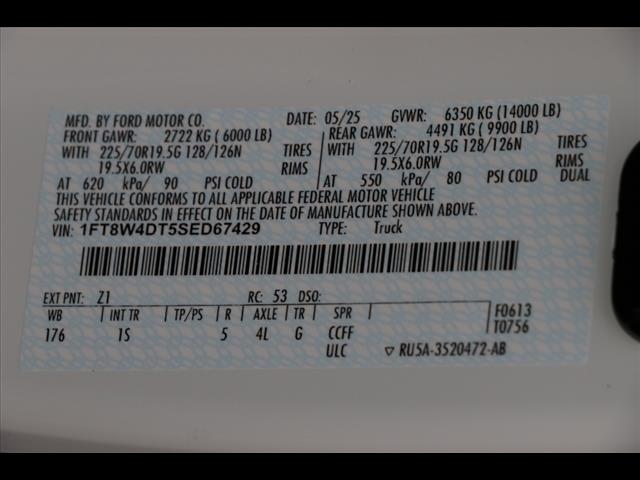 MFD. BY FORD MOTOR CO. DATE: 05/25 GVWR: 6350 KG (14000 LB)
FRONT GAWR: 2722 KG (6000 LB) REAR GAWR: 4491 KG (9900 LB)
WITH 225/70R19.5G 128/126N TIRES WITH 225/70R19.5G 128/126N TIRES
19.5X6.0RW RIMS 19.5X6.0RW RIMS
AT 620 kPa/ 90 PSI COLD AT 550 kPa/ 80 PSI COLD DUAL
THIS VEHICLE CONFORMS TO ALL APPLICABLE FEDERAL MOTOR VEHICLE
SAFETY STANDARDS IN EFFECT ON THE DATE OF MANUFACTURE SHOWN ABOVE.
VIN: 1FT8W4DT5SED67429 TYPE: Truck
EXT PNT: Z1 RC: 53 DSO: F0613
WB INT TR TP/PS R AXLE TR SPR T0756
176 1S 5 4L G CCFF
ULC ▽ RU5A-3520472-AB